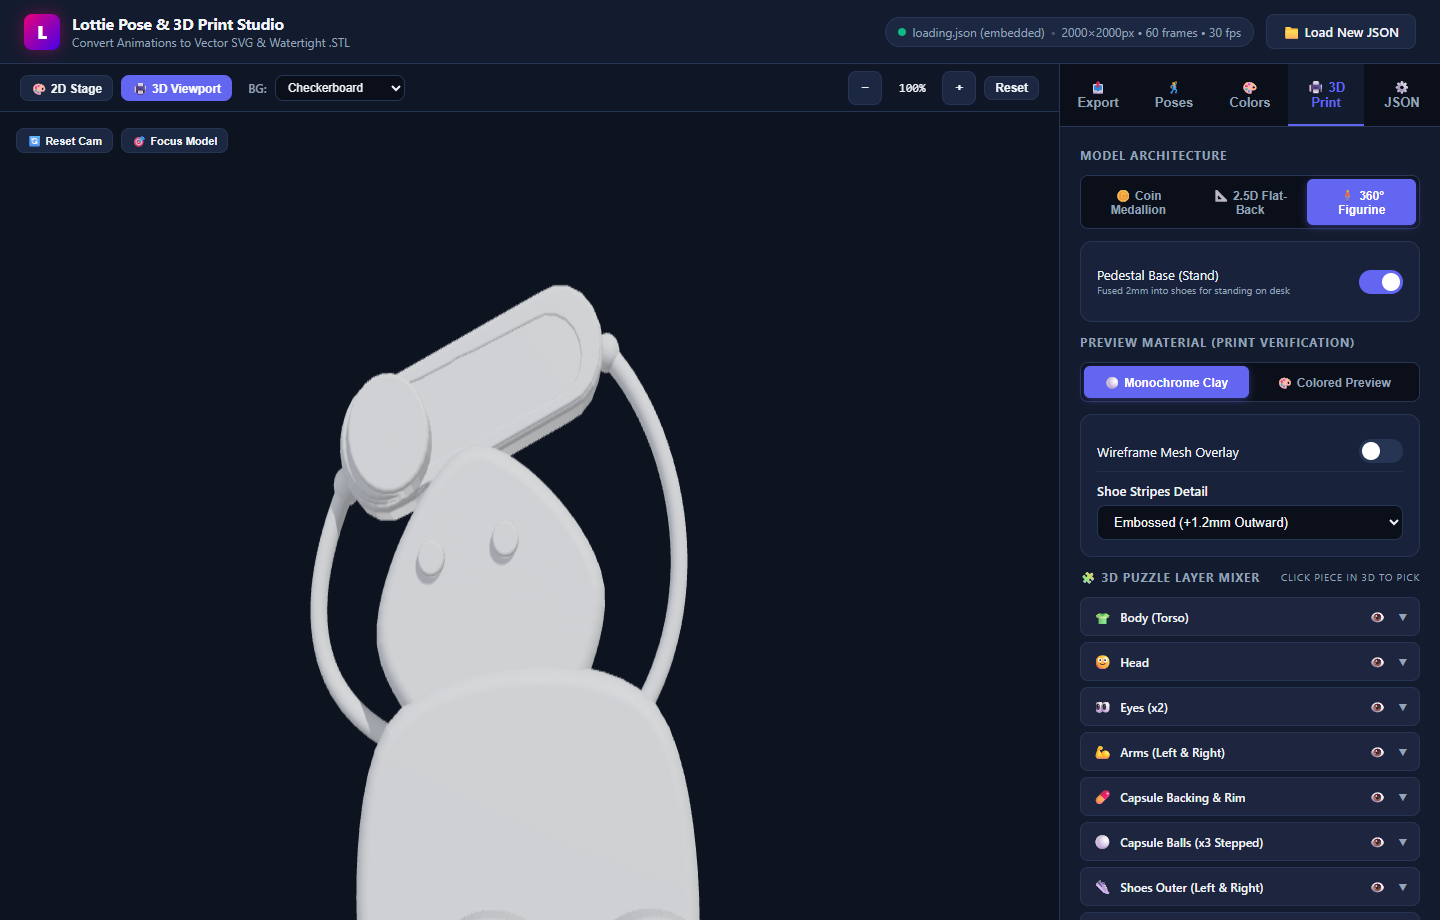 L
Lottie Pose & 3D Print Studio
Convert Animations to Vector SVG & Watertight .STL
loading.json (embedded) • 2000×2000px • 60 frames • 30 fps
Load New JSON
2D Stage
3D Viewport
BG:
Checkerboard
−
100%
+
Reset
Export
Poses
Colors
3D
Print
JSON
Reset Cam
Focus Model
MODEL ARCHITECTURE
Coin
Medallion
2.5D Flat-
Back
360°
Figurine
Pedestal Base (Stand)
Fused 2mm into shoes for standing on desk
PREVIEW MATERIAL (PRINT VERIFICATION)
Monochrome Clay
Colored Preview
Wireframe Mesh Overlay
Shoe Stripes Detail
Embossed (+1.2mm Outward)
3D PUZZLE LAYER MIXER
CLICK PIECE IN 3D TO PICK
Body (Torso)
Head
Eyes (x2)
Arms (Left & Right)
Capsule Backing & Rim
Capsule Balls (x3 Stepped)
Shoes Outer (Left & Right)